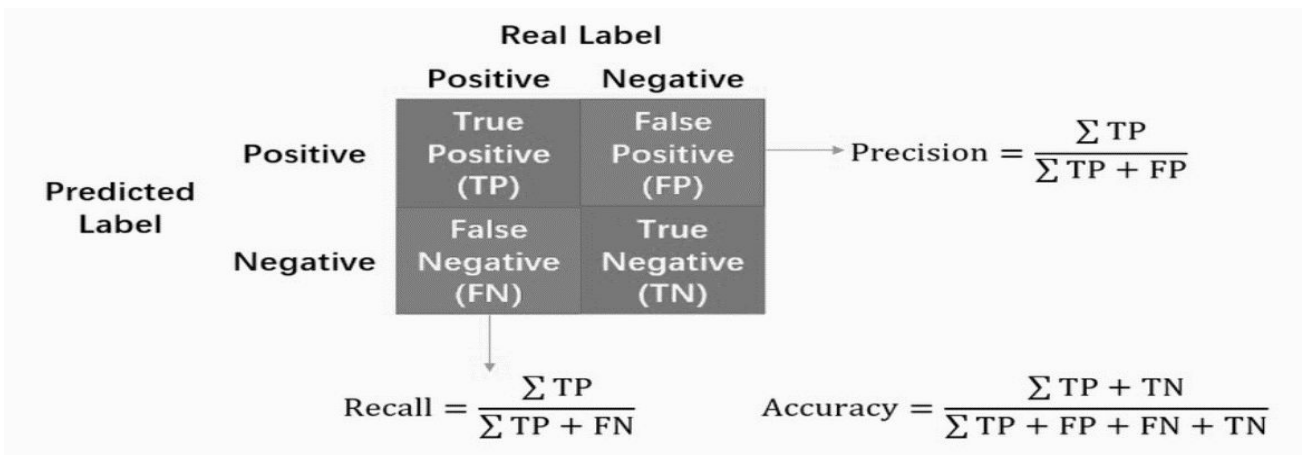 Real Label
Positive Negative
Positive
True
Positive
(TP)
False
Positive
(FP)
Precision = ∑ TP / ∑ TP + FP
Predicted
Label
Negative
False
Negative
(FN)
True
Negative
(TN)
Recall = ∑ TP / ∑ TP + FN
Accuracy = ∑ TP + TN / ∑ TP + FP + FN + TN